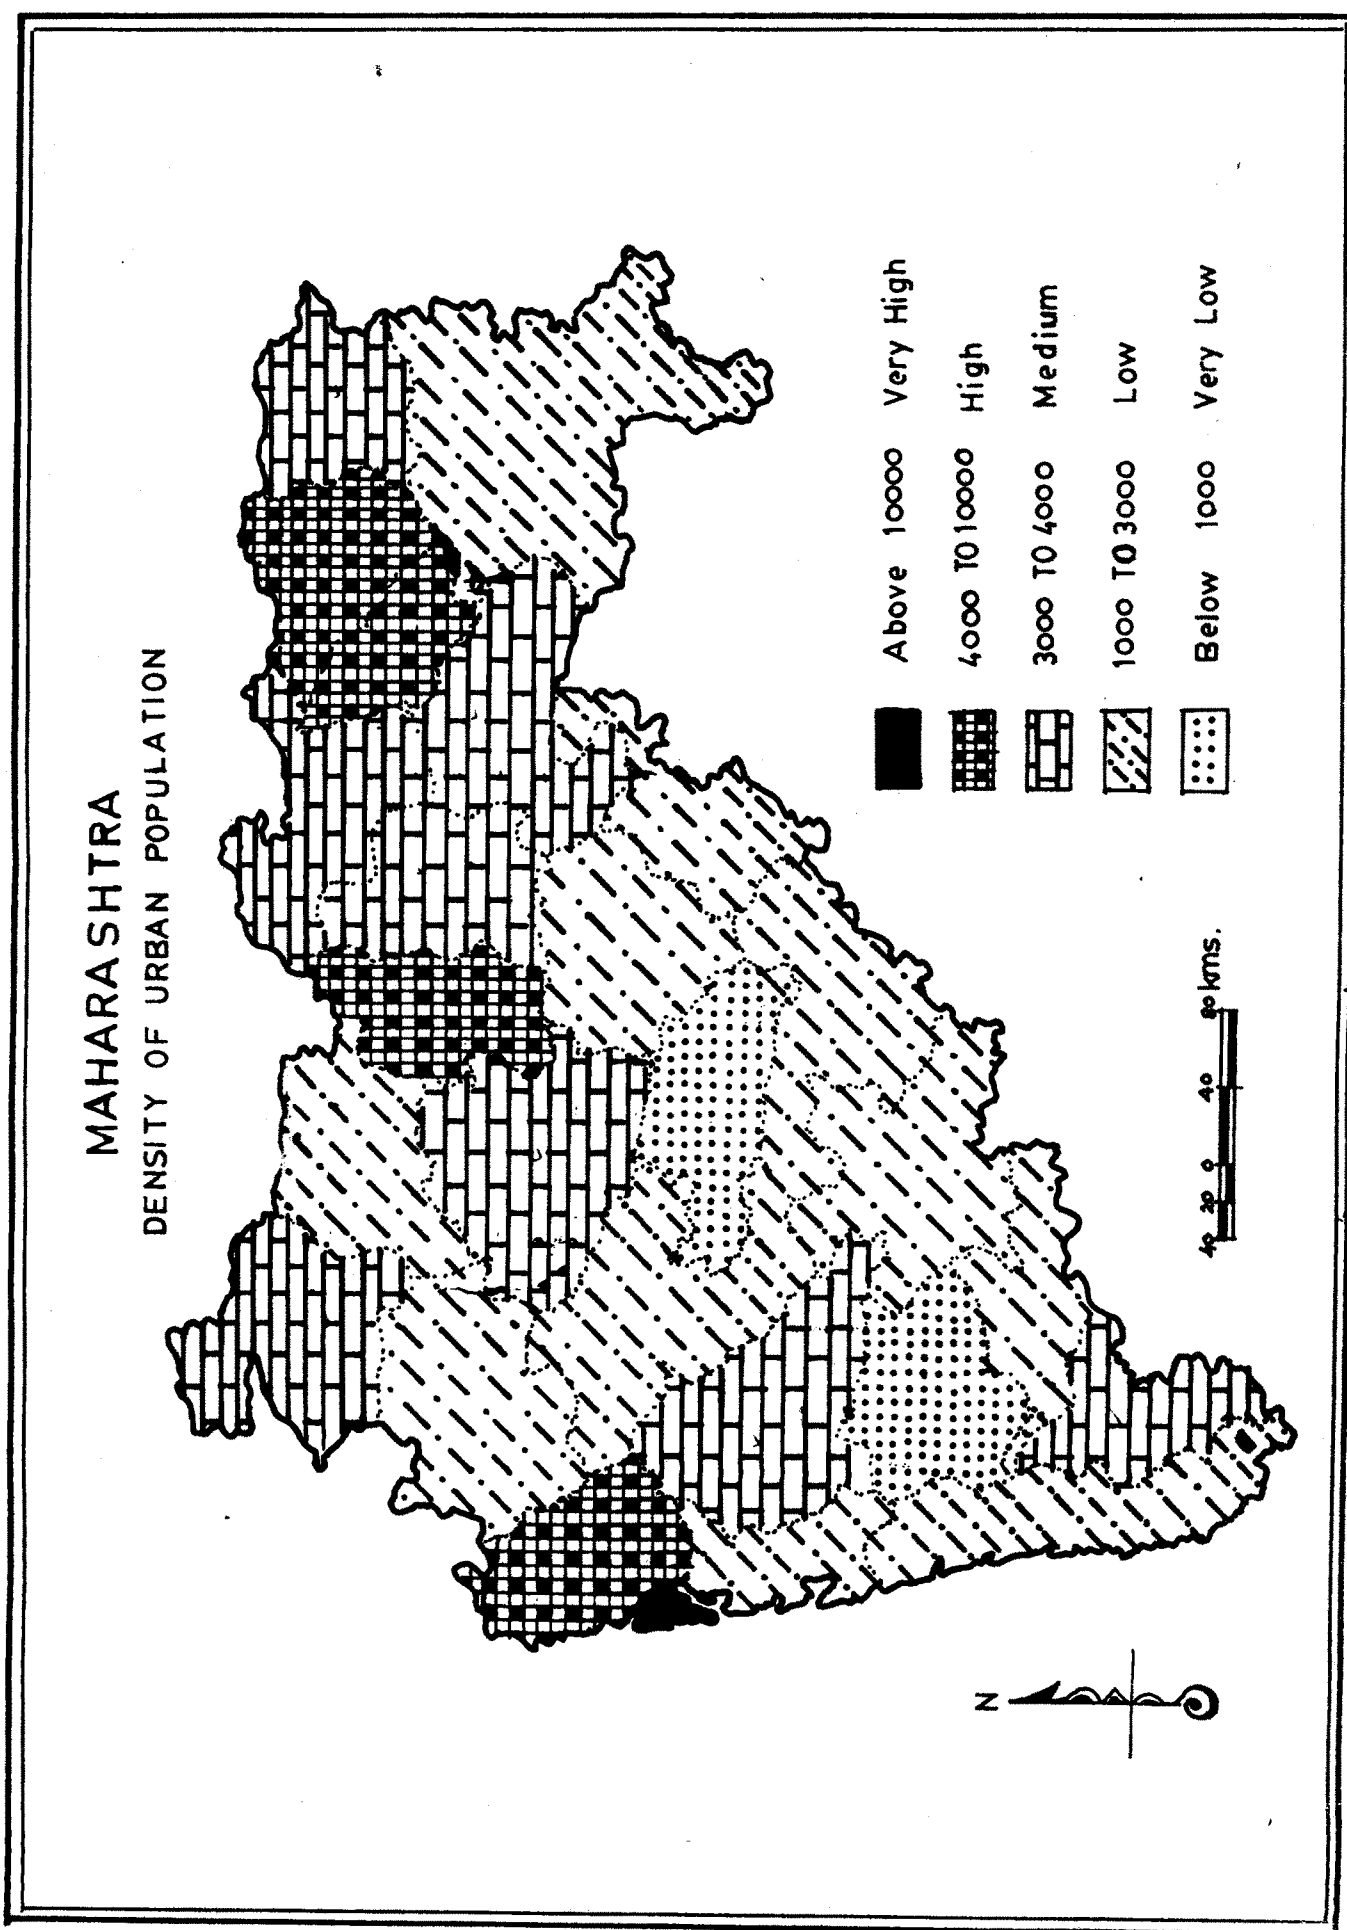 MAHARASHTRA
DENSITY OF URBAN POPULATION
Above 10000 Very High
4000 TO 10000 High
3000 TO 4000 Medium
1000 TO 3000 Low
Below 1000 Very Low
40 20 0 40 80 kms.
N